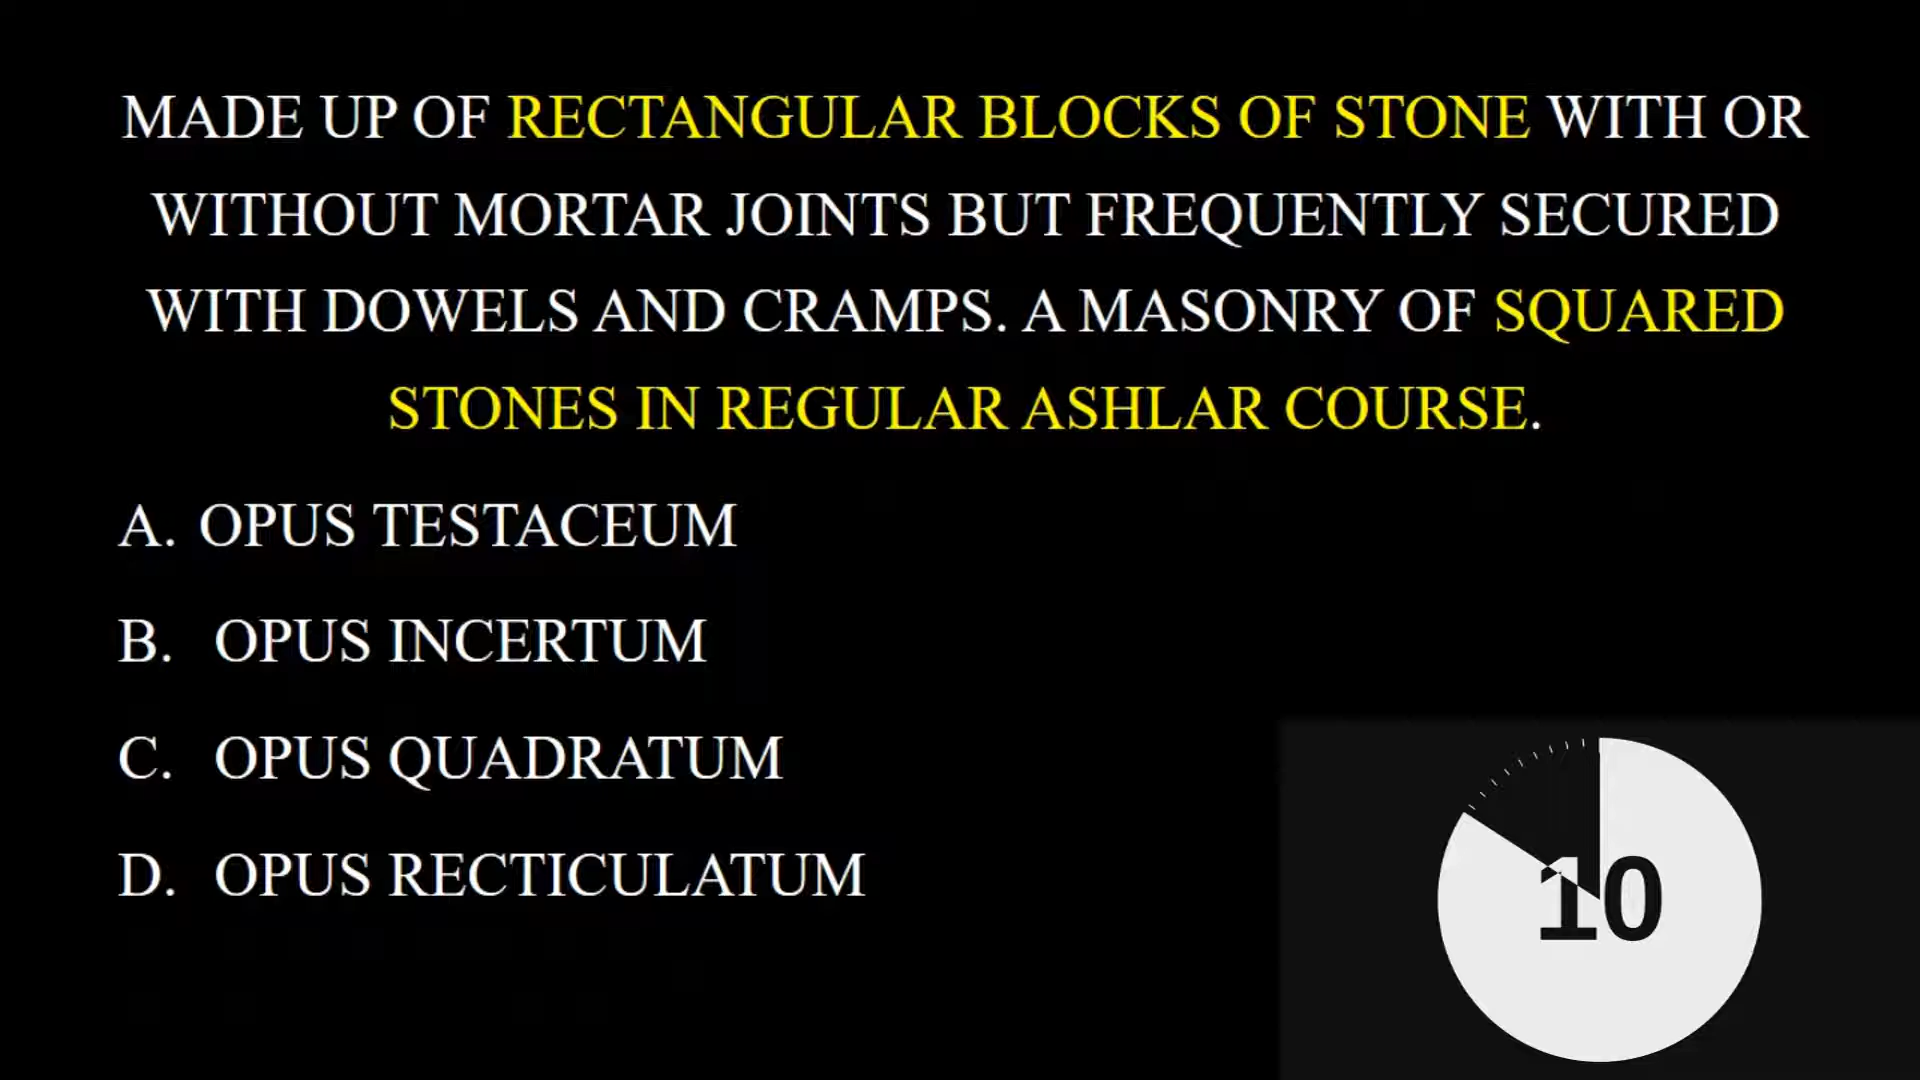 MADE UP OF RECTANGULAR BLOCKS OF STONE WITH OR
WITHOUT MORTAR JOINTS BUT FREQUENTLY SECURED
WITH DOWELS AND CRAMPS. A MASONRY OF SQUARED
STONES IN REGULAR ASHLAR COURSE.
A. OPUS TESTACEUM
B. OPUS INCERTUM
C. OPUS QUADRATUM
D. OPUS RECTICULATUM
10